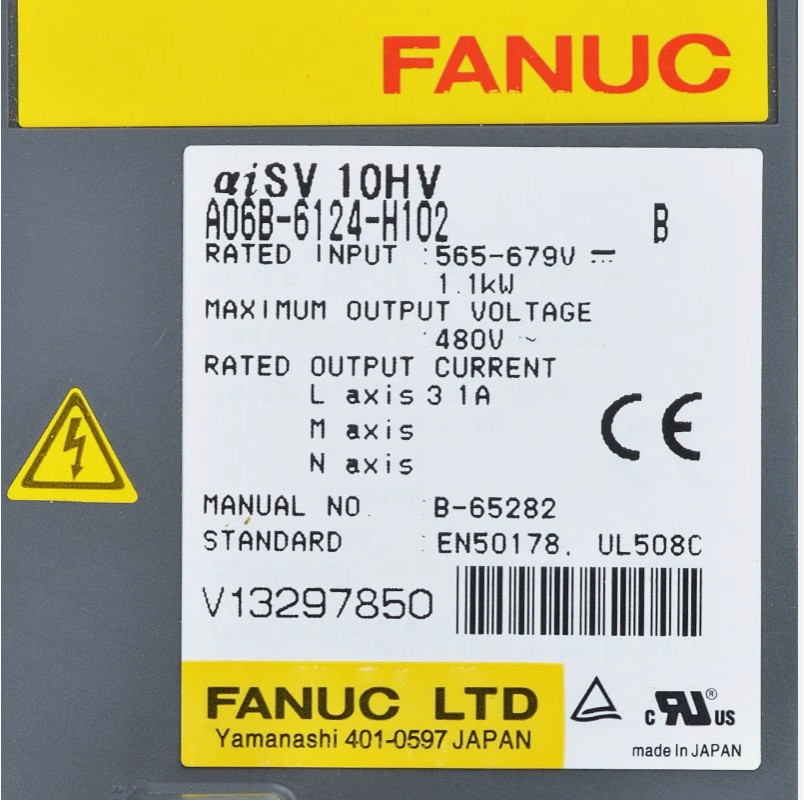 FANUC
αiSV 10HV
A06B-6124-H102 B
RATED INPUT :565-679V ⎓
1.1kW
MAXIMUM OUTPUT VOLTAGE
:480V ~
RATED OUTPUT CURRENT
L axis 3.1A
M axis
N axis
MANUAL NO. B-65282
STANDARD :EN50178, UL508C
V13297850
CE
FANUC LTD
Yamanashi 401-0597 JAPAN
c RU ® US
made in JAPAN